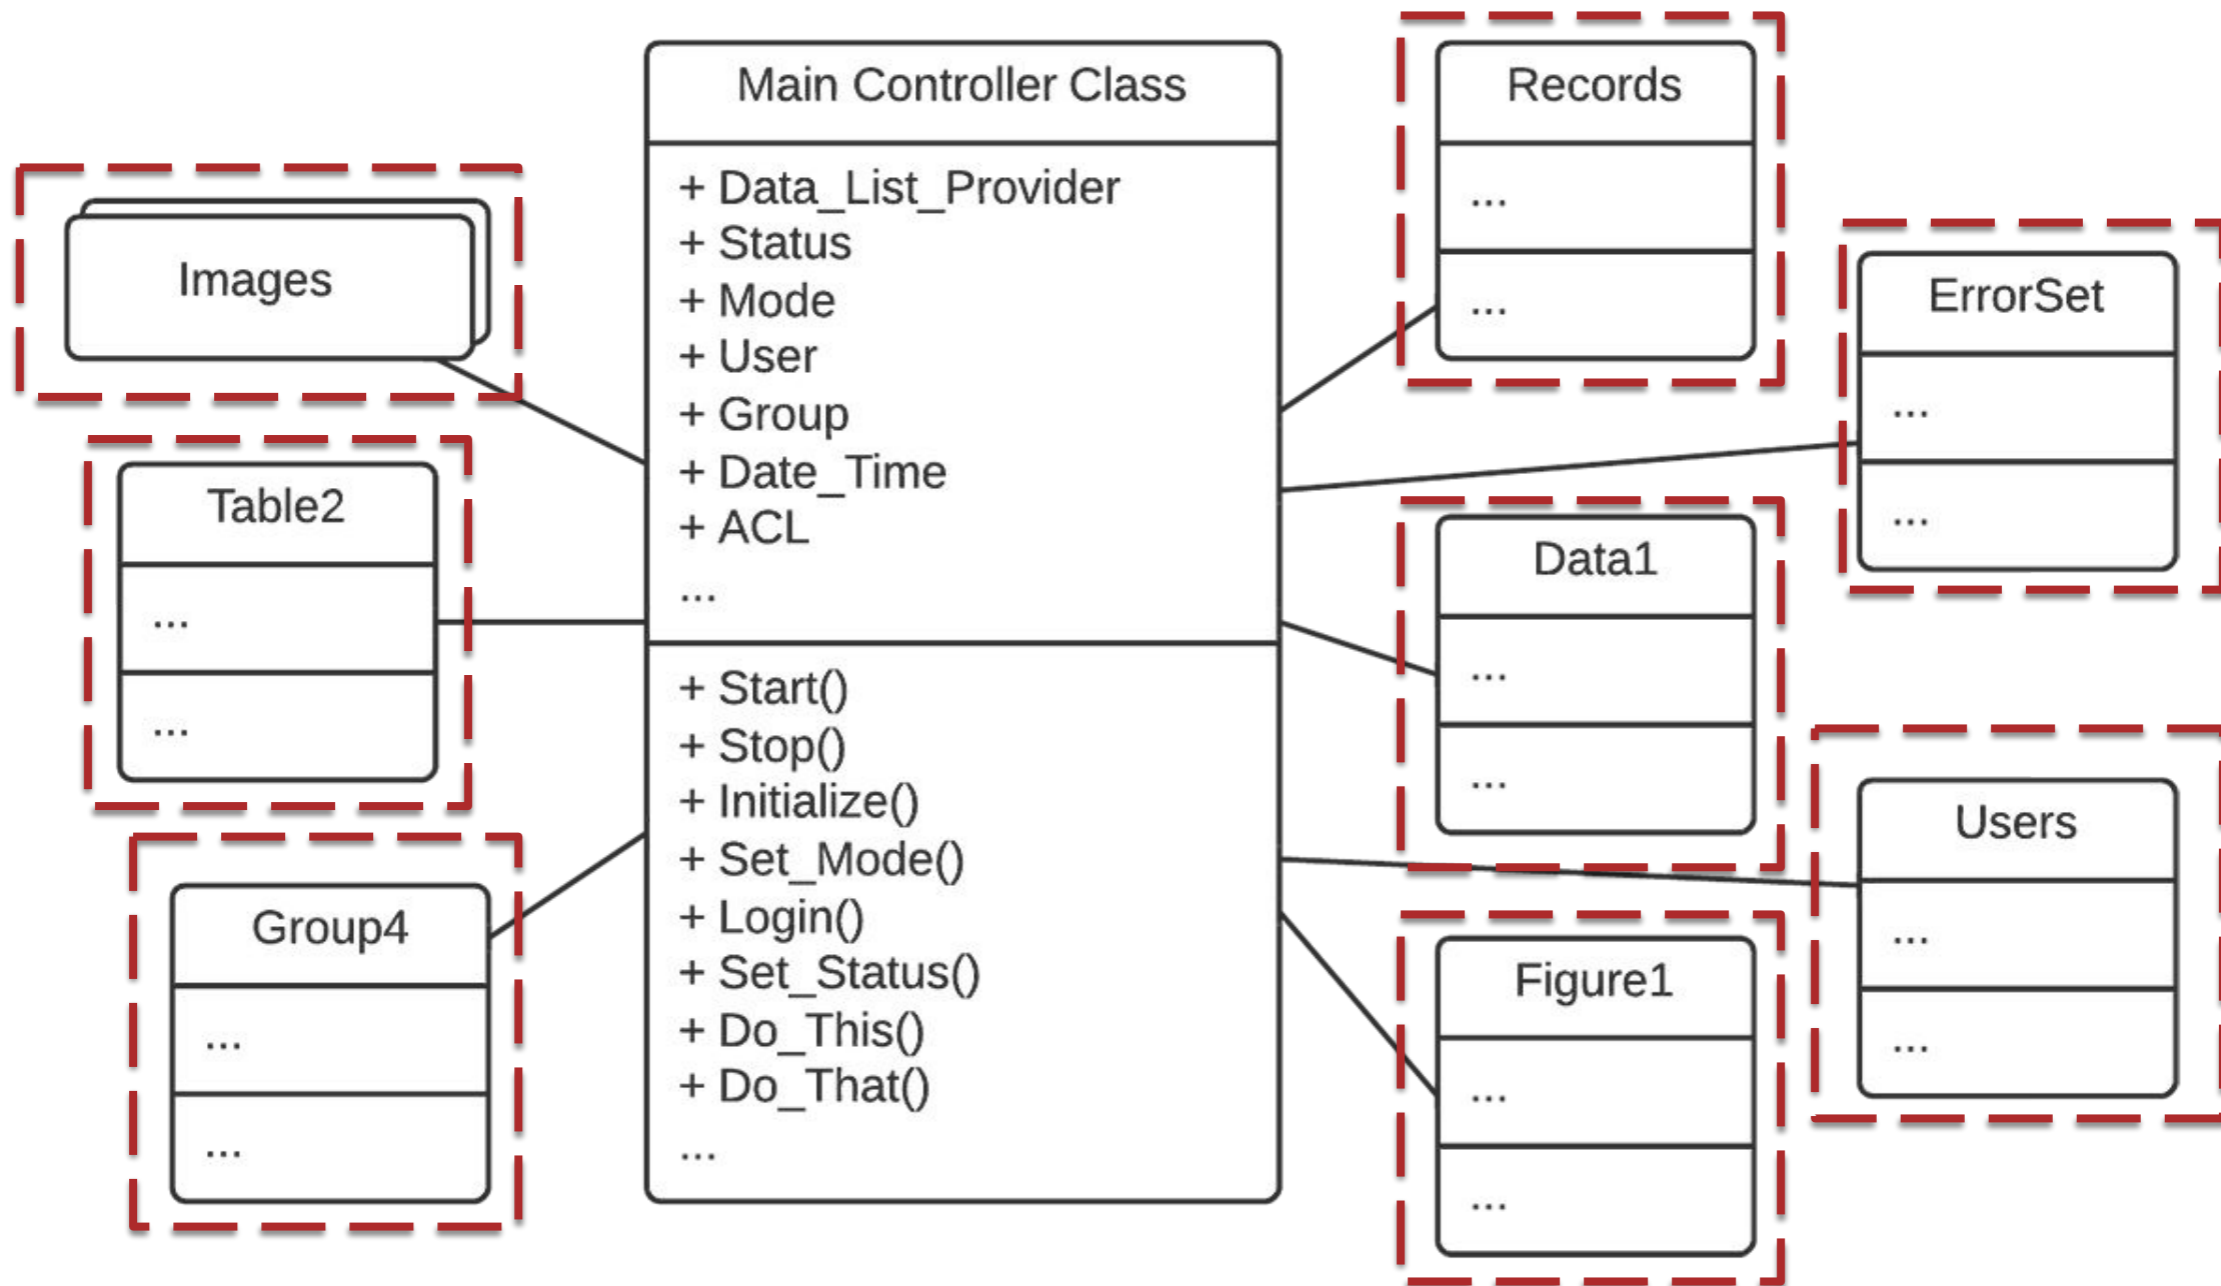 Main Controller Class
+ Data_List_Provider
+ Status
+ Mode
+ User
+ Group
+ Date_Time
+ ACL
...
+ Start()
+ Stop()
+ Initialize()
+ Set_Mode()
+ Login()
+ Set_Status()
+ Do_This()
+ Do_That()
...
Images
Table2
...
...
Group4
...
...
Records
...
...
ErrorSet
...
...
Data1
...
...
Users
...
...
Figure1
...
...